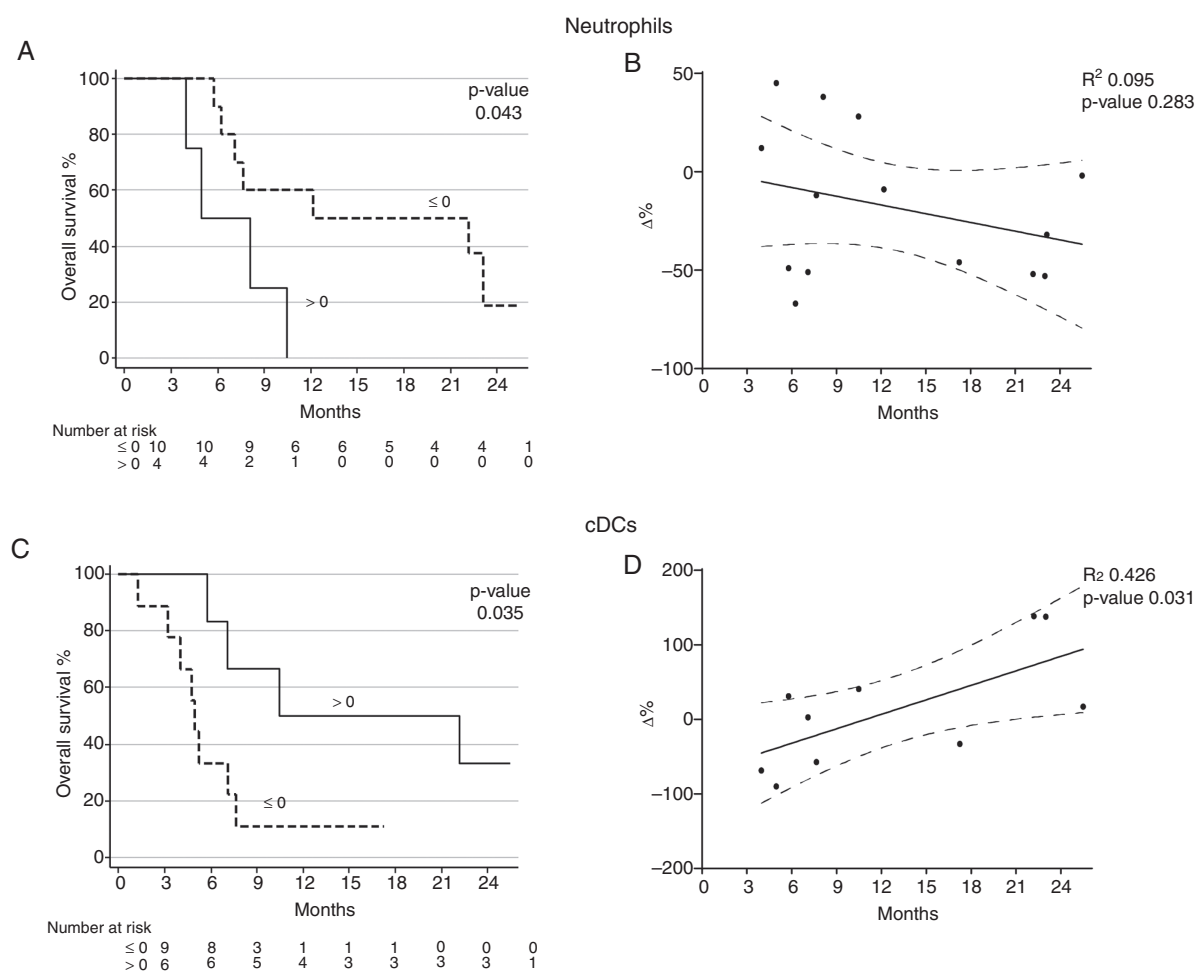 Neutrophils
A
Overall survival %
100
80
60
40
20
0
p-value
0.043
≤ 0
> 0
0 3 6 9 12 15 18 21 24
Months
Number at risk
≤ 0 10 10 9 6 6 5 4 4 1
> 0 4 4 2 1 0 0 0 0 0
B
Δ%
50
0
−50
−100
R² 0.095
p-value 0.283
0 3 6 9 12 15 18 21 24
Months
cDCs
C
Overall survival %
100
80
60
40
20
0
p-value
0.035
> 0
≤ 0
0 3 6 9 12 15 18 21 24
Months
Number at risk
≤ 0 9 8 3 1 1 1 0 0 0
> 0 6 6 5 4 3 3 3 3 1
D
Δ%
200
100
0
−100
−200
R2 0.426
p-value 0.031
0 3 6 9 12 15 18 21 24
Months